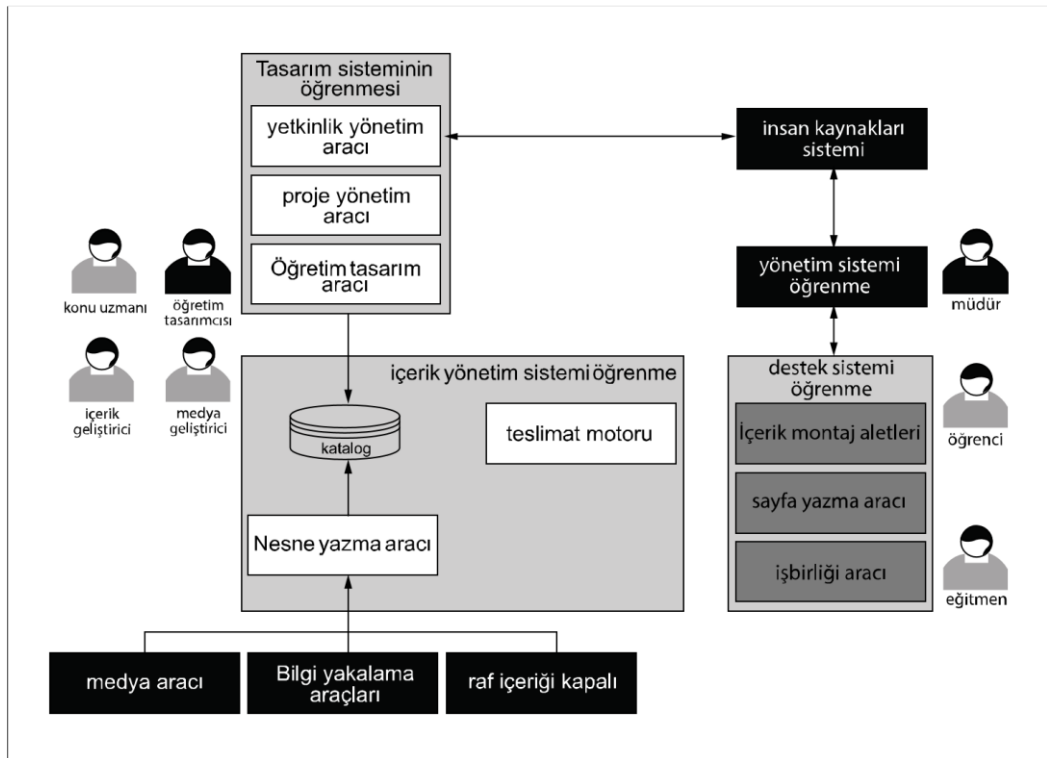 Tasarım sisteminin
öğrenmesi
yetkinlik yönetim
aracı
proje yönetim
aracı
Öğretim tasarım
aracı
insan kaynakları
sistemi
yönetim sistemi
öğrenme
müdür
konu uzmanı
öğretim
tasarımcısı
içerik
geliştirici
medya
geliştirici
içerik yönetim sistemi öğrenme
katalog
teslimat motoru
Nesne yazma aracı
destek sistemi
öğrenme
İçerik montaj aletleri
sayfa yazma aracı
işbirliği aracı
öğrenci
eğitmen
medya aracı
Bilgi yakalama
araçları
raf içeriği kapalı